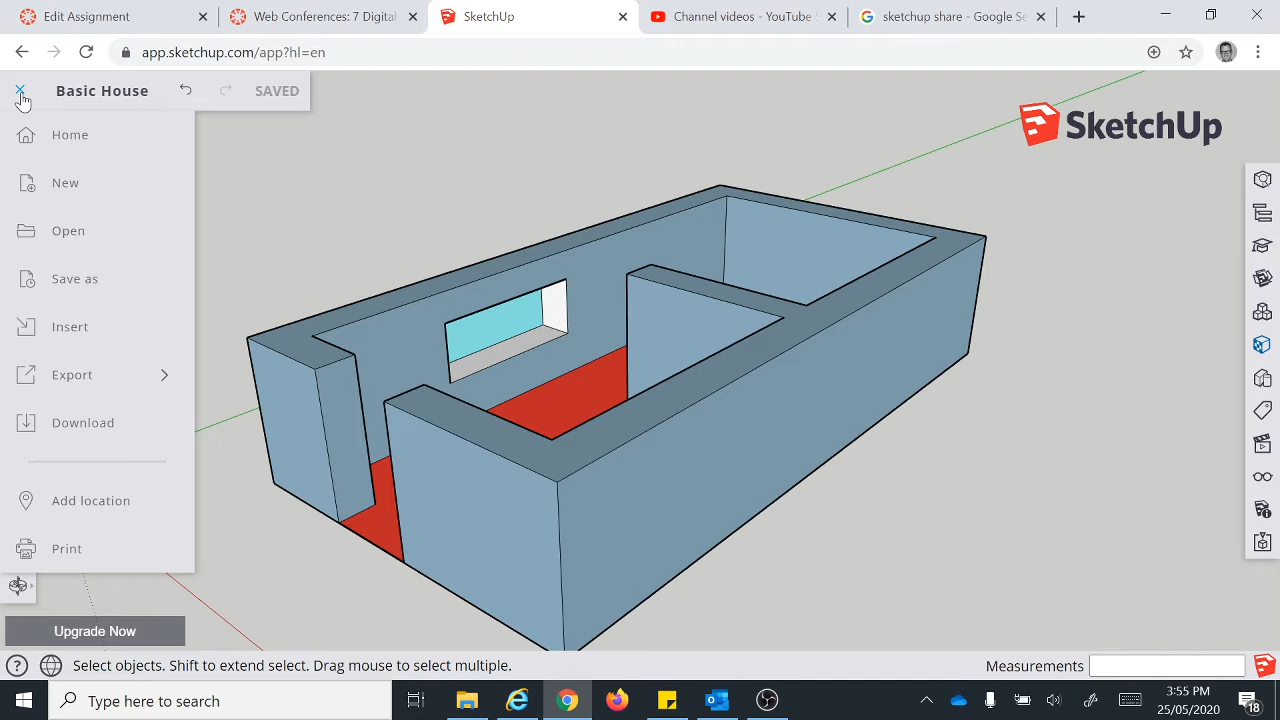 Edit Assignment
Web Conferences: 7 Digital
SketchUp
Channel videos - YouTube S
sketchup share - Google Se
app.sketchup.com/app?hl=en
Basic House
SAVED
Home
New
Open
Save as
Insert
Export
Download
Add location
Print
SketchUp
Upgrade Now
Select objects. Shift to extend select. Drag mouse to select multiple.
Measurements
Type here to search
3:55 PM
25/05/2020
18